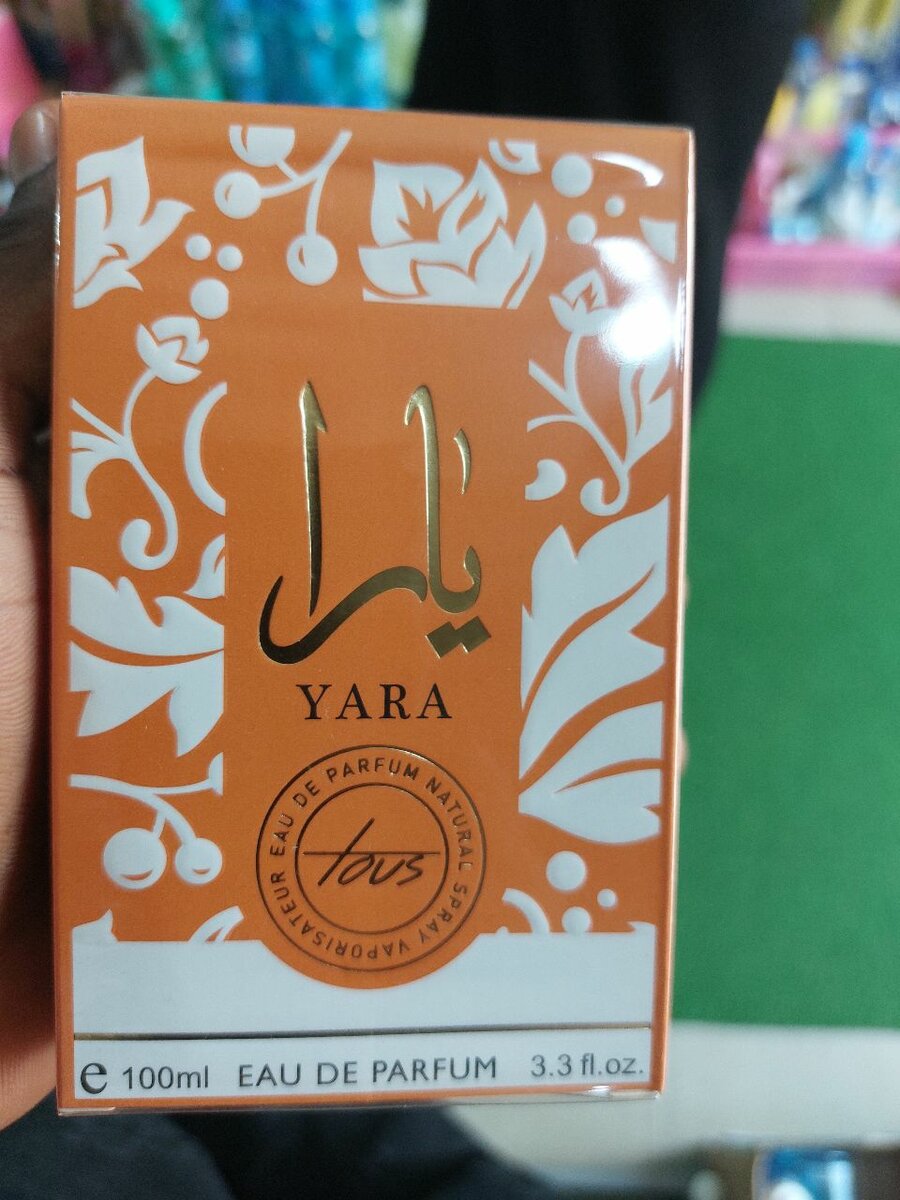 يارا
YARA
EAU DE PARFUM NATURAL SPRAY VAPORISATEUR
tous
e 100ml EAU DE PARFUM 3.3 fl.oz.